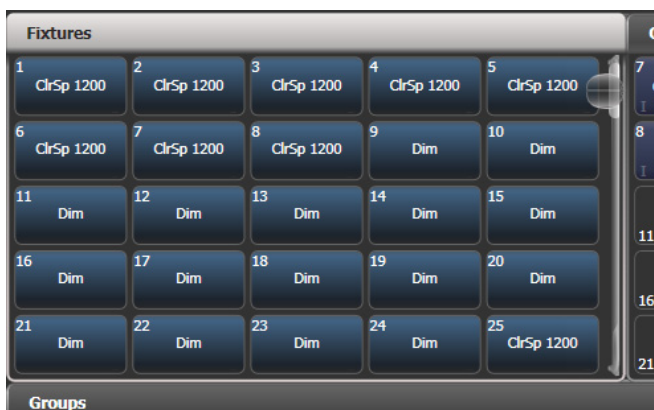 Fixtures
1 2 3 4 5 7
ClrSp 1200 ClrSp 1200 ClrSp 1200 ClrSp 1200 ClrSp 1200
6 7 8 9 10 8
ClrSp 1200 ClrSp 1200 ClrSp 1200 Dim Dim
11 12 13 14 15
Dim Dim Dim Dim Dim
11
16 17 18 19 20
Dim Dim Dim Dim Dim
16
21 22 23 24 25
Dim Dim Dim Dim ClrSp 1200
21
Groups